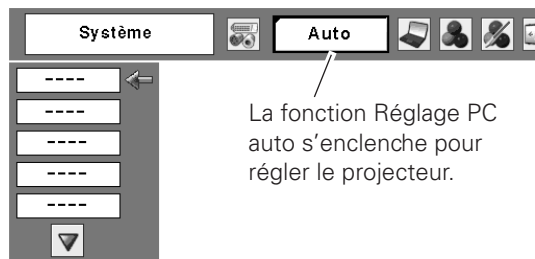 Système
Auto
----
----
----
----
----
La fonction Réglage PC
auto s’enclenche pour
régler le projecteur.